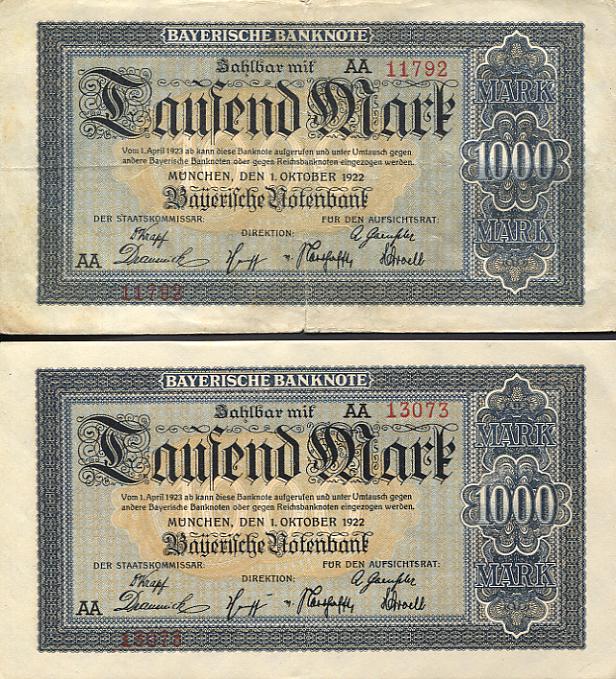 BAYERISCHE BANKNOTE
Zahlbar mit AA 11792
Tausend Mark
Vom 1. April 1923 ab kann diese Banknote aufgerufen und unter Umtausch gegen
andere Bayerische Banknoten oder gegen Reichsbanknoten eingezogen werden.
MÜNCHEN, DEN 1. OKTOBER 1922
Bayerische Notenbank
DER STAATSKOMMISSAR: FÜR DEN AUFSICHTSRAT:
DIREKTION:
AA
11792
MARK
1000
MARK
BAYERISCHE BANKNOTE
Zahlbar mit AA 13073
Tausend Mark
Vom 1. April 1923 ab kann diese Banknote aufgerufen und unter Umtausch gegen
andere Bayerische Banknoten oder gegen Reichsbanknoten eingezogen werden.
MÜNCHEN, DEN 1. OKTOBER 1922
Bayerische Notenbank
DER STAATSKOMMISSAR: FÜR DEN AUFSICHTSRAT:
DIREKTION:
AA
13073
MARK
1000
MARK